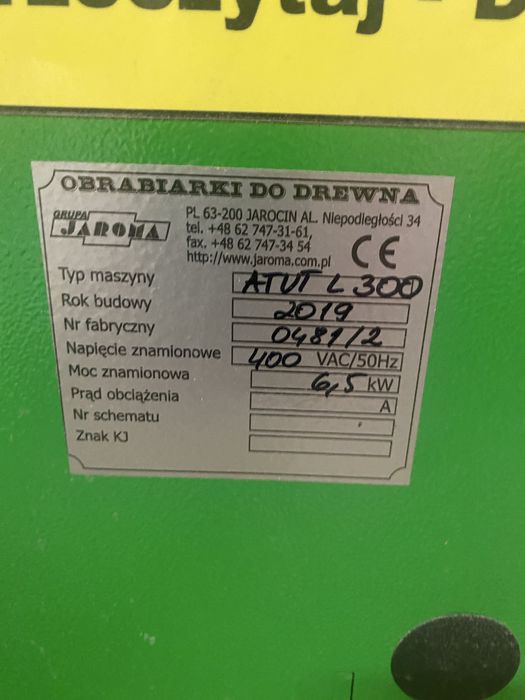 OBRABIARKI DO DREWNA
GRUPA
JAROMA
PL 63-200 JAROCIN AL. Niepodległości 34
tel. +48 62 747-31-61,
fax. +48 62 747-34 54
http://www.jaroma.com.pl
CE
Typ maszyny ATUT L 300
Rok budowy 2019
Nr fabryczny 0481/2
Napięcie znamionowe 400 VAC/50Hz
Moc znamionowa 6,5 kW
Prąd obciążenia A
Nr schematu
Znak KJ